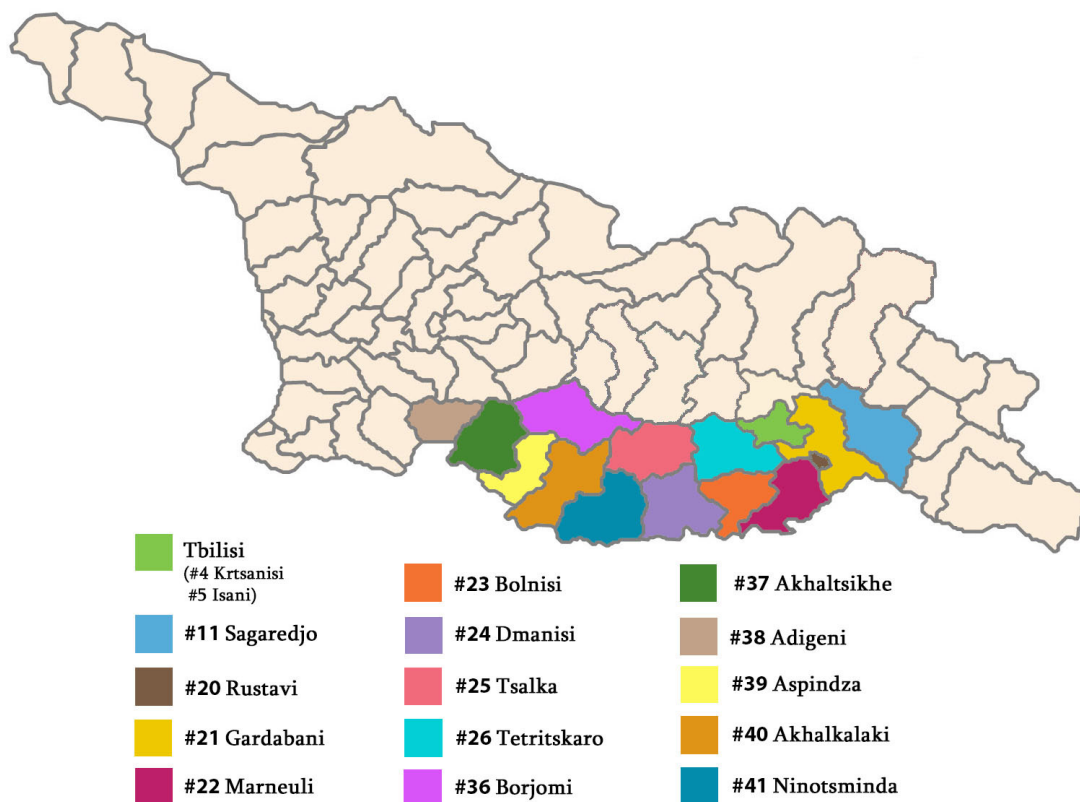 Tbilisi
(#4 Krtsanisi
#5 Isani)
#11 Sagaredjo
#20 Rustavi
#21 Gardabani
#22 Marneuli
#23 Bolnisi
#24 Dmanisi
#25 Tsalka
#26 Tetritskaro
#36 Borjomi
#37 Akhaltsikhe
#38 Adigeni
#39 Aspindza
#40 Akhalkalaki
#41 Ninotsminda